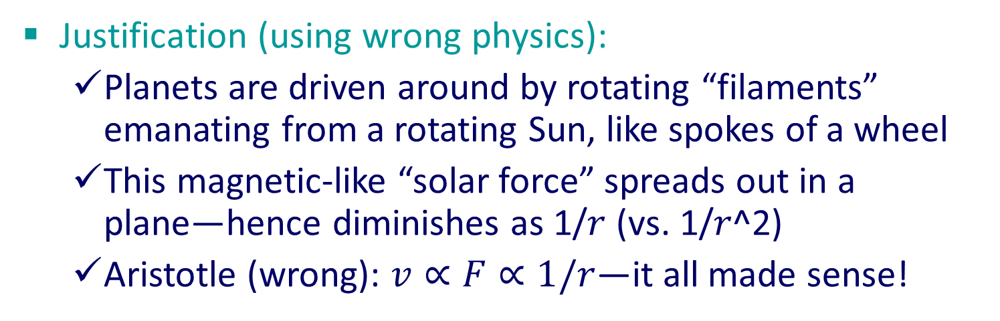 ▪ Justification (using wrong physics):
✓Planets are driven around by rotating “filaments”
emanating from a rotating Sun, like spokes of a wheel
✓This magnetic-like “solar force” spreads out in a
plane—hence diminishes as 1/𝑟 (vs. 1/𝑟^2)
✓Aristotle (wrong): 𝑣 ∝ 𝐹 ∝ 1/𝑟—it all made sense!